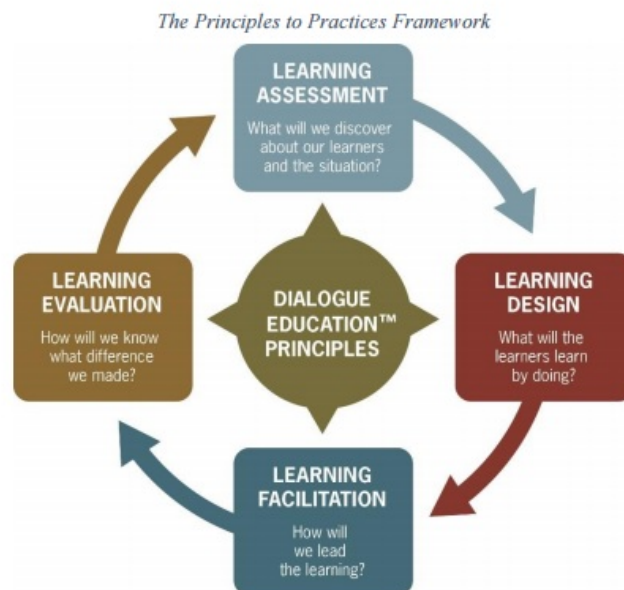 The Principles to Practices Framework
LEARNING
ASSESSMENT
What will we discover
about our learners
and the situation?
LEARNING
DESIGN
What will the
learners learn
by doing?
LEARNING
FACILITATION
How will
we lead
the learning?
LEARNING
EVALUATION
How will we know
what difference
we made?
DIALOGUE
EDUCATION™
PRINCIPLES